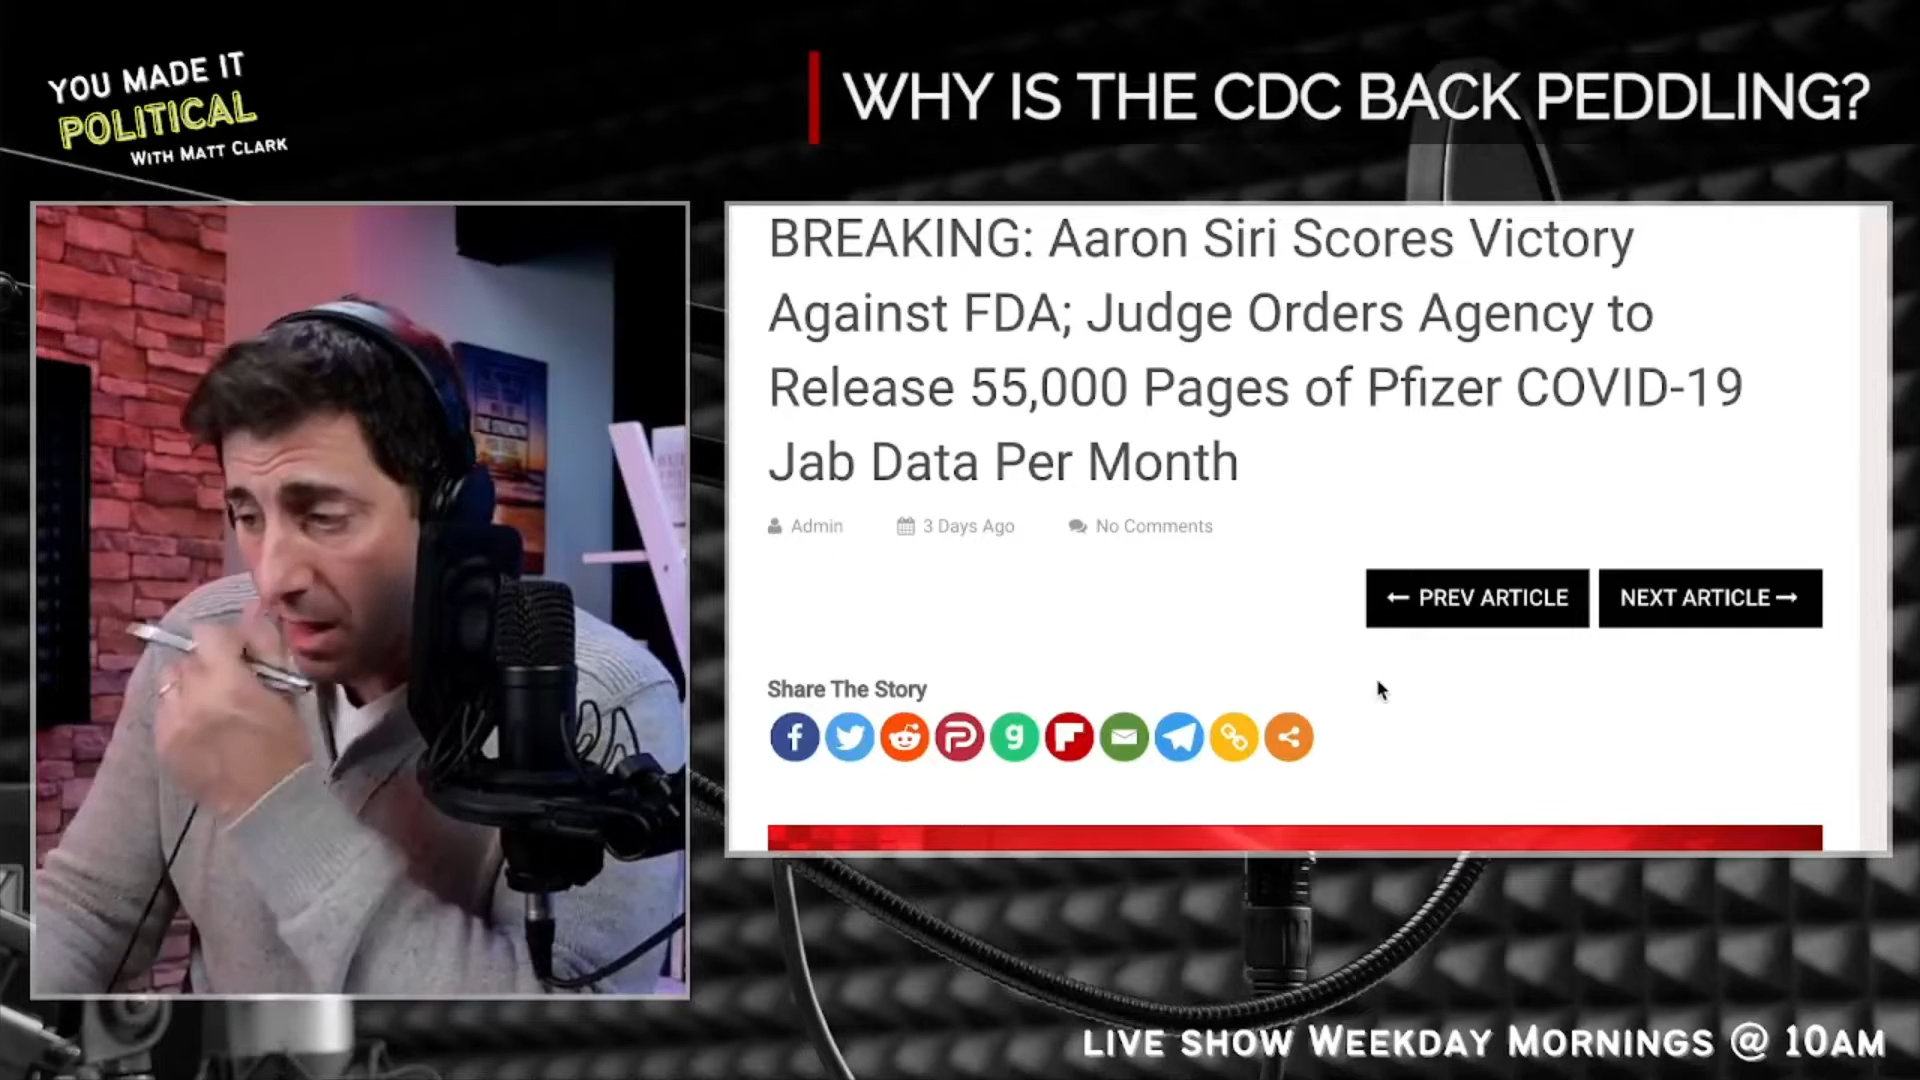 YOU MADE IT
POLITICAL
WITH MATT CLARK
WHY IS THE CDC BACK PEDDLING?
BREAKING: Aaron Siri Scores Victory
Against FDA; Judge Orders Agency to
Release 55,000 Pages of Pfizer COVID-19
Jab Data Per Month
Admin 3 Days Ago No Comments
← PREV ARTICLE NEXT ARTICLE →
Share The Story
LIVE SHOW WEEKDAY MORNINGS @ 10AM